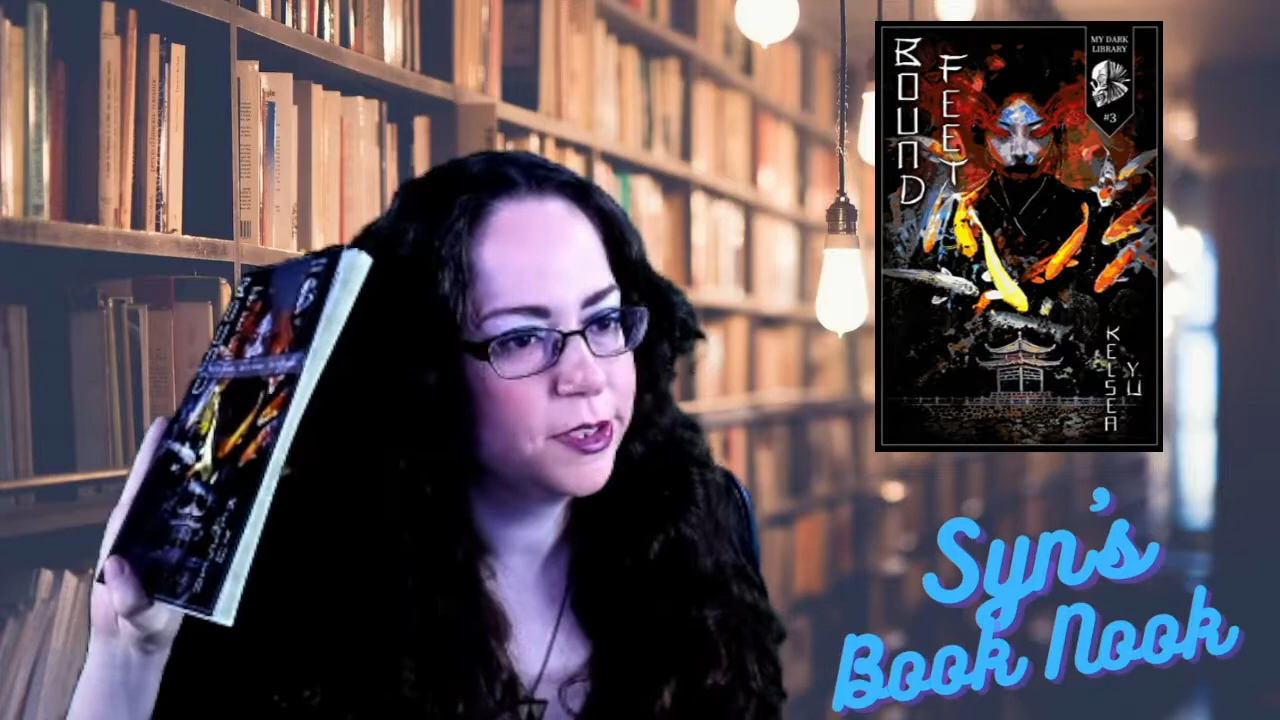 BOUND
FEET
MY DARK
LIBRARY
#3
KELSEA
YU
Syn's
Book Nook